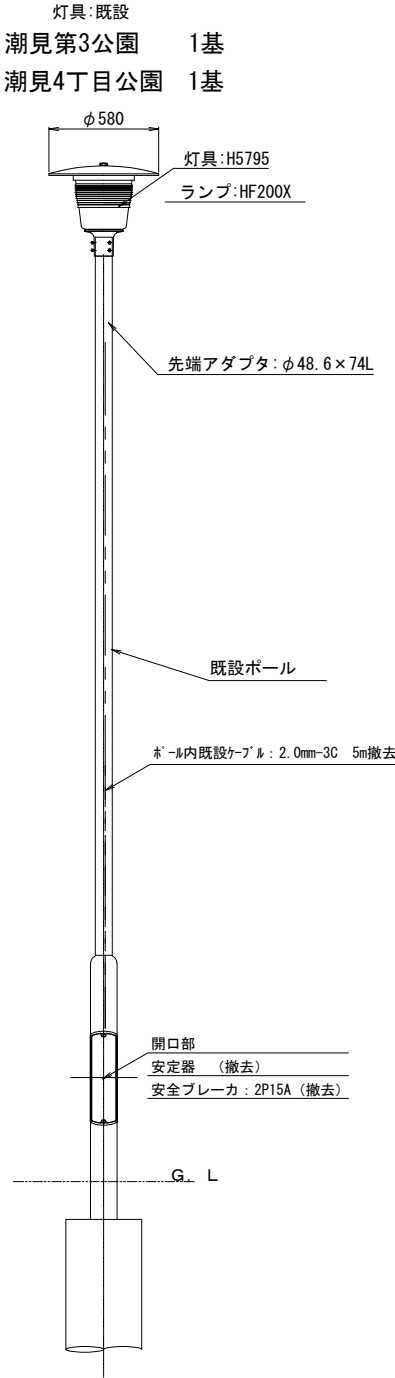 灯具:既設
潮見第3公園　1基
潮見4丁目公園　1基
φ580
灯具:H5795
ランプ:HF200X
先端アダプタ:φ48.6×74L
既設ポール
ﾎﾟｰﾙ内既設ｹｰﾌﾞﾙ:2.0mm-3C　5m撤去
開口部
安定器　(撤去)
安全ブレーカ:2P15A (撤去)
G. L